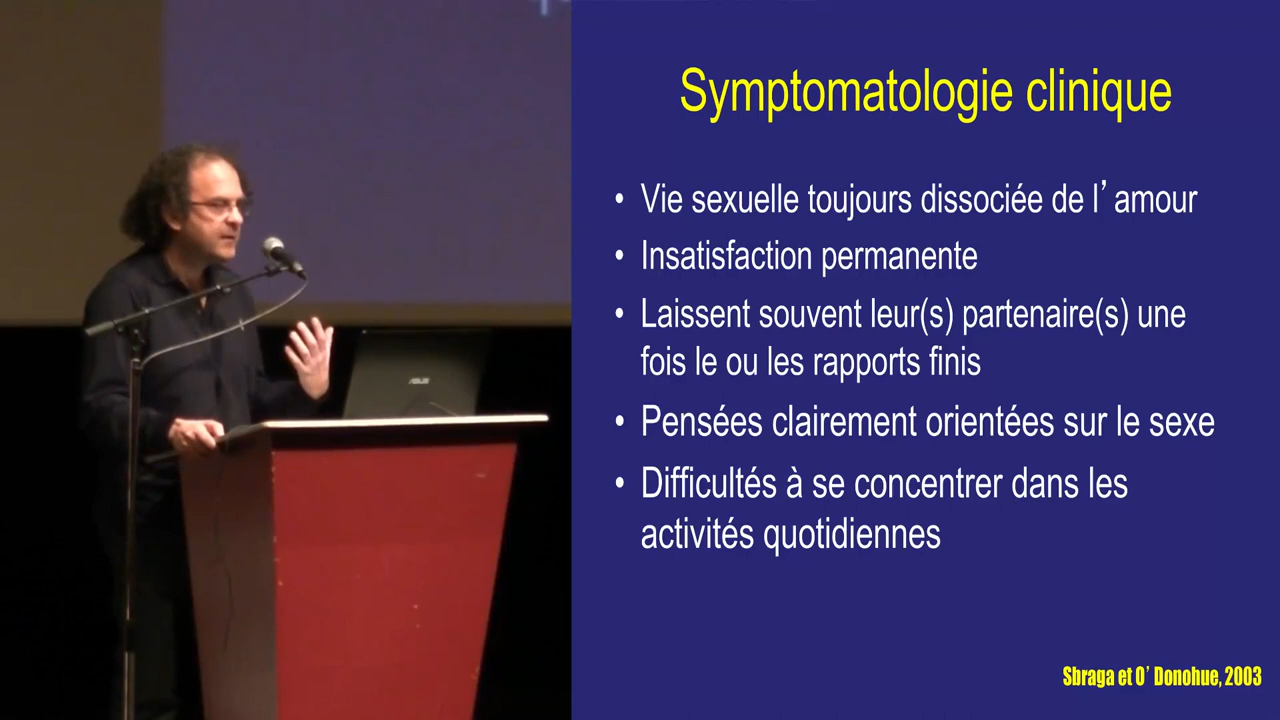 Symptomatologie clinique
• Vie sexuelle toujours dissociée de l’amour
• Insatisfaction permanente
• Laissent souvent leur(s) partenaire(s) une
fois le ou les rapports finis
• Pensées clairement orientées sur le sexe
• Difficultés à se concentrer dans les
activités quotidiennes
Sbraga et O’ Donohue, 2003
ASUS